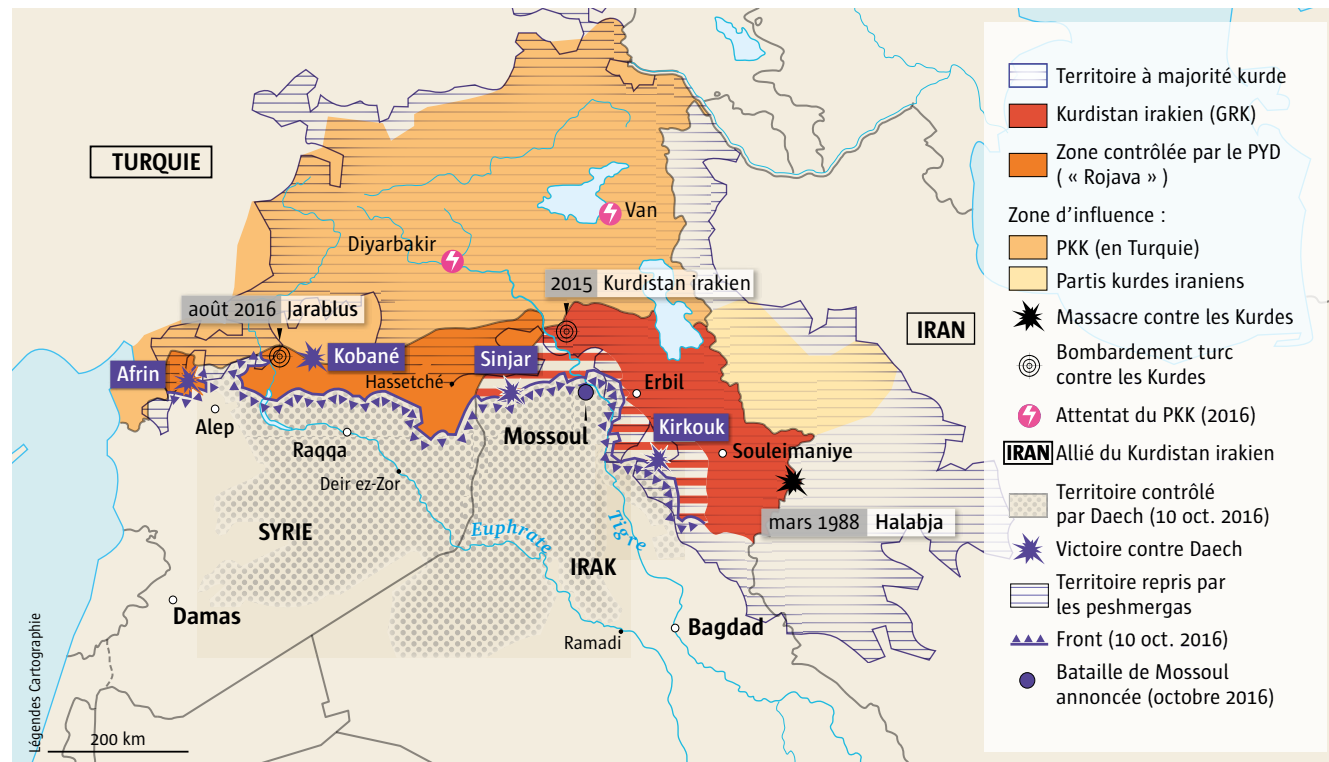 TURQUIE
Van
Diyarbakir
2015 Kurdistan irakien
août 2016 Jarablus
IRAN
Kobané
Sinjar
Afrin
Hassetché
Erbil
Alep
Mossoul
Kirkouk
Raqqa
Souleimaniye
Deir ez-Zor
mars 1988 Halabja
SYRIE
Euphrate
Tigre
IRAK
Damas
Bagdad
Ramadi
200 km
Légendes Cartographie
Territoire à majorité kurde
Kurdistan irakien (GRK)
Zone contrôlée par le PYD
( « Rojava » )
Zone d'influence :
PKK (en Turquie)
Partis kurdes iraniens
Massacre contre les Kurdes
Bombardement turc
contre les Kurdes
Attentat du PKK (2016)
IRAN Allié du Kurdistan irakien
Territoire contrôlé
par Daech (10 oct. 2016)
Victoire contre Daech
Territoire repris par
les peshmergas
Front (10 oct. 2016)
Bataille de Mossoul
annoncée (octobre 2016)